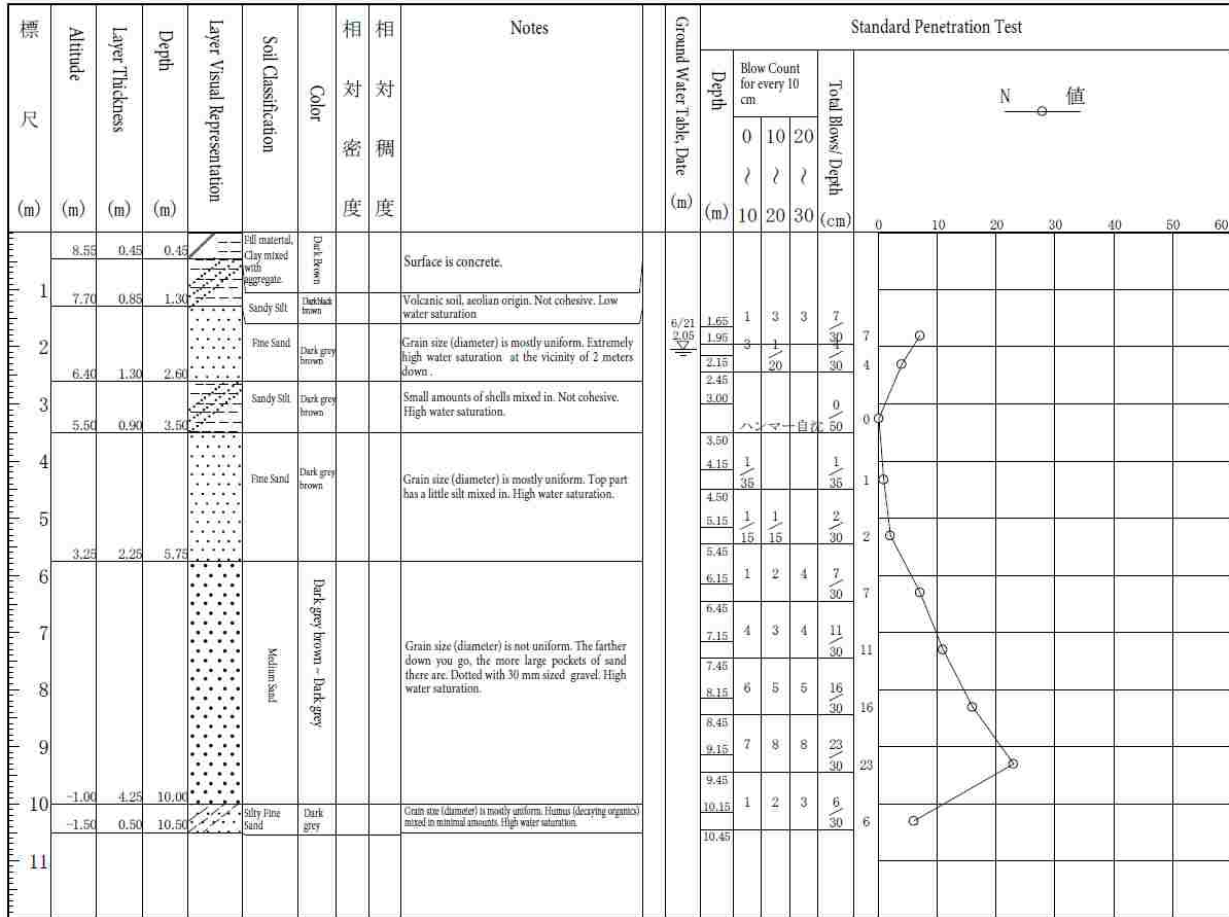 標尺 (m)
Altitude (m)
Layer Thickness (m)
Depth (m)
Layer Visual Representation
Soil Classification
Color
相対密度
相対稠度
Notes
Ground Water Table, Date (m)
Standard Penetration Test
Depth (m)
Blow Count
for every 10
cm
0 10 20
~ ~ ~
10 20 30
Total Blows/ Depth (cm)
N 値
0 10 20 30 40 50 60
8.55 0.45 0.45
Fill material,
Clay mixed
with
aggregate.
Dark Brown
Surface is concrete.
1
7.70 0.85 1.30
Sandy Silt
Darkblack
brown
Volcanic soil, aeolian origin. Not cohesive. Low
water saturation
6/21
2.05
1.65
1 3 3 7/30
7
1.95
2
6.40 1.30 2.60
Fine Sand
Dark grey
brown
Grain size (diameter) is mostly uniform. Extremely
high water saturation at the vicinity of 2 meters
down .
2.15
3 1/20 4/30
4
2.45
3
5.50 0.90 3.50
Sandy Silt
Dark grey
brown
Small amounts of shells mixed in. Not cohesive.
High water saturation.
3.00
ハンマー自沈
0/50
0
3.50
4
Fine Sand
Dark grey
brown
Grain size (diameter) is mostly uniform. Top part
has a little silt mixed in. High water saturation.
4.15
1/35 1/35
1
4.50
5
5.15
1/15 1/15 2/30
2
5.45
3.25 2.25 5.75
6
6.15
1 2 4 7/30
7
6.45
7
Medium Sand
Dark grey brown ~ Dark grey
Grain size (diameter) is not uniform. The farther
down you go, the more large pockets of sand
there are. Dotted with 30 mm sized gravel. High
water saturation.
7.15
4 3 4 11/30
11
7.45
8
8.15
6 5 5 16/30
16
8.45
9
9.15
7 8 8 23/30
23
9.45
10
-1.00 4.25 10.00
Silty Fine
Sand
Dark
grey
Grain size (diameter) is mostly uniform. Humus (decaying organics)
mixed in minimal amounts. High water saturation.
10.15
1 2 3 6/30
6
-1.50 0.50 10.50
10.45
11